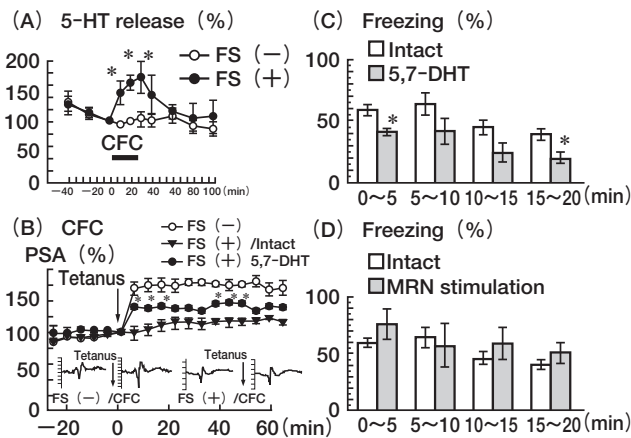 (A) 5-HT release (%)
FS (−)
FS (+)
* * * *
200
150
100
50
0
CFC
−40 −20 0 20 40 60 80 100 (min)
(B) CFC
PSA (%)
FS (−)
FS (+) /Intact
FS (+) 5,7-DHT
Tetanus
150
100
50
0
* * * * * *
Tetanus Tetanus
FS (−) /CFC FS (+) /CFC
−20 0 20 40 60 (min)
(C) Freezing (%)
Intact
5,7-DHT
100
50
0
* *
0～5 5～10 10～15 15～20 (min)
(D) Freezing (%)
Intact
MRN stimulation
100
50
0
0～5 5～10 10～15 15～20 (min)